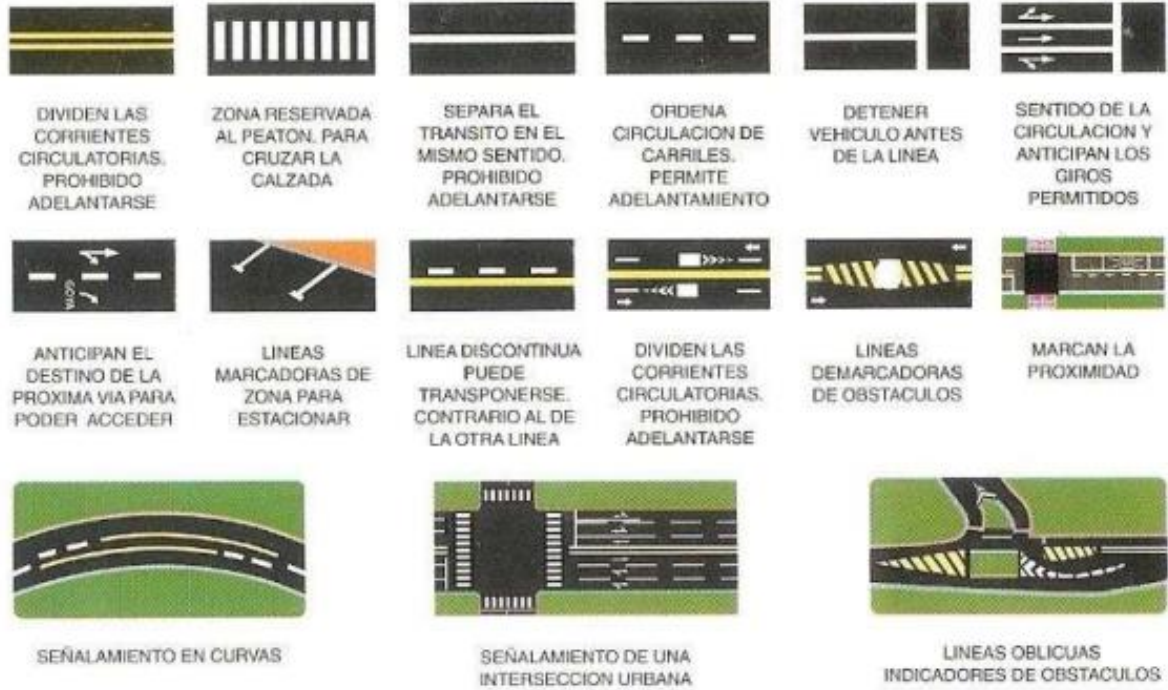 DIVIDEN LAS
CORRIENTES
CIRCULATORIAS.
PROHIBIDO
ADELANTARSE
ZONA RESERVADA
AL PEATON. PARA
CRUZAR LA
CALZADA
SEPARA EL
TRANSITO EN EL
MISMO SENTIDO.
PROHIBIDO
ADELANTARSE
ORDENA
CIRCULACION DE
CARRILES.
PERMITE
ADELANTAMIENTO
DETENER
VEHICULO ANTES
DE LA LINEA
SENTIDO DE LA
CIRCULACION Y
ANTICIPAN LOS
GIROS
PERMITIDOS
GOYA
ANTICIPAN EL
DESTINO DE LA
PROXIMA VIA PARA
PODER ACCEDER
LINEAS
MARCADORAS DE
ZONA PARA
ESTACIONAR
LINEA DISCONTINUA
PUEDE
TRANSPONERSE.
CONTRARIO AL DE
LA OTRA LINEA
DIVIDEN LAS
CORRIENTES
CIRCULATORIAS.
PROHIBIDO
ADELANTARSE
LINEAS
DEMARCADORAS
DE OBSTACULOS
MARCAN LA
PROXIMIDAD
SEÑALAMIENTO EN CURVAS
SEÑALAMIENTO DE UNA
INTERSECCION URBANA
LINEAS OBLICUAS
INDICADORES DE OBSTACULOS